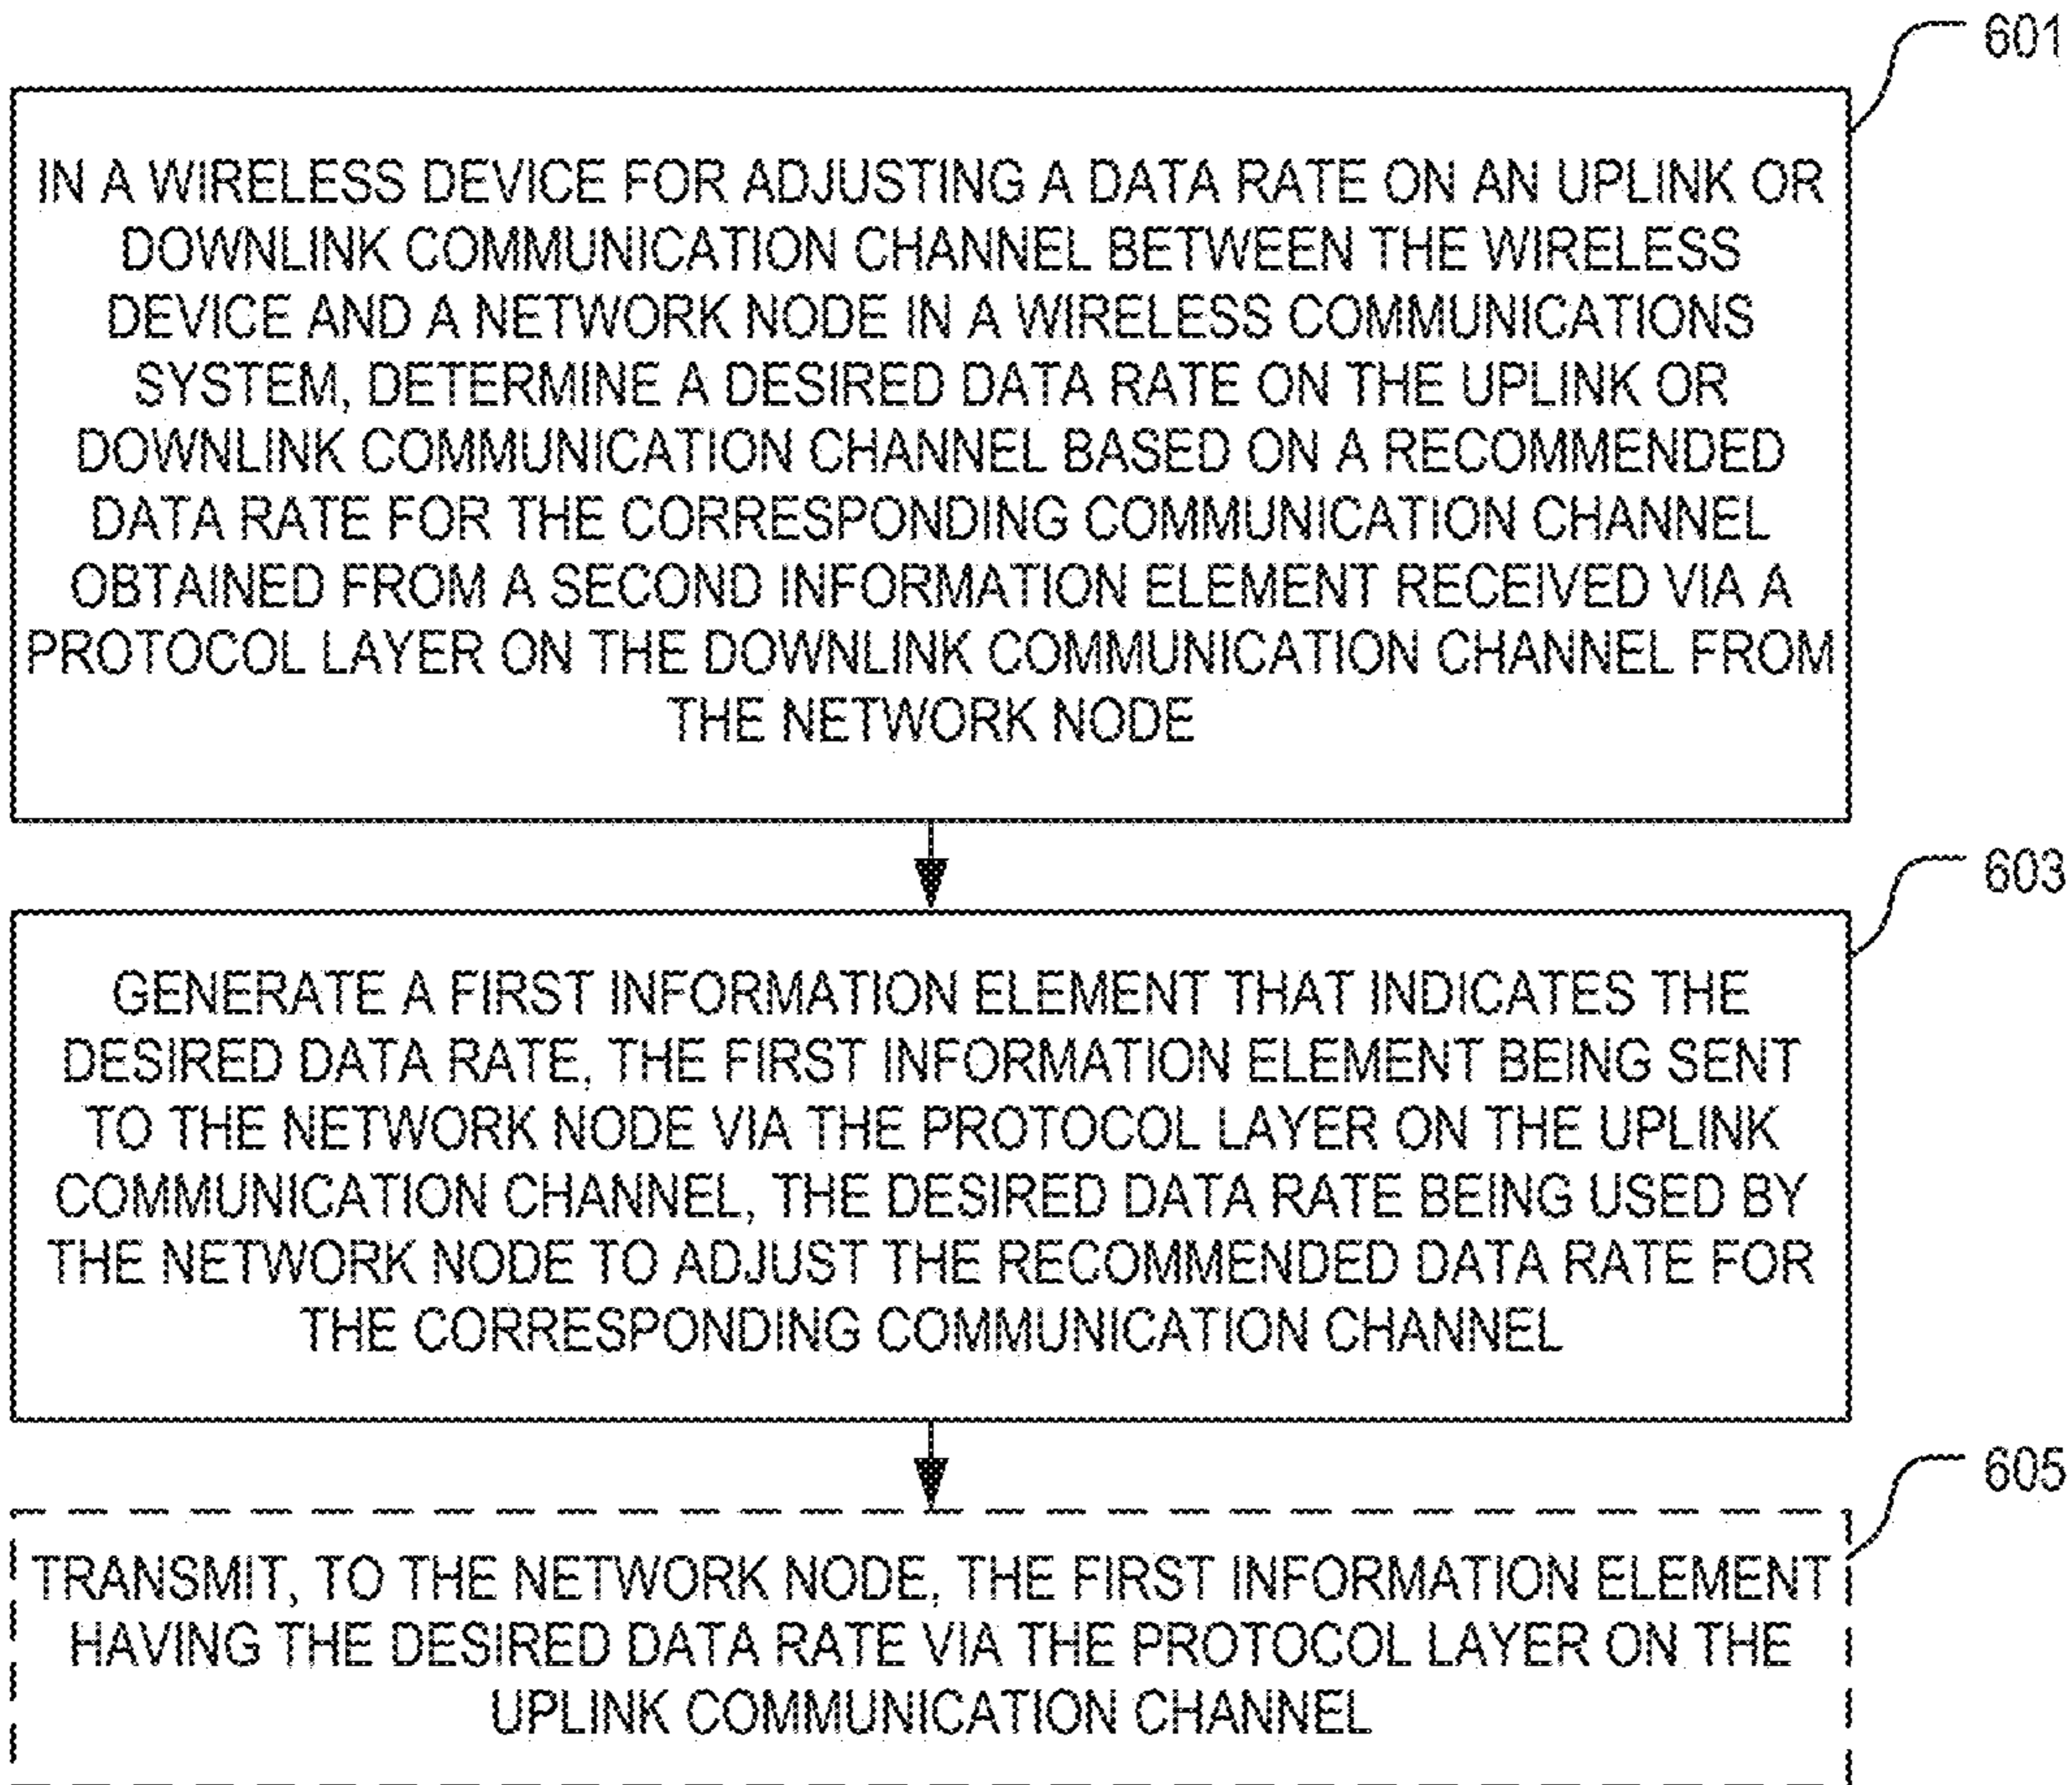 601
IN A WIRELESS DEVICE FOR ADJUSTING A DATA RATE ON AN UPLINK OR
DOWNLINK COMMUNICATION CHANNEL BETWEEN THE WIRELESS
DEVICE AND A NETWORK NODE IN A WIRELESS COMMUNICATIONS
SYSTEM, DETERMINE A DESIRED DATA RATE ON THE UPLINK OR
DOWNLINK COMMUNICATION CHANNEL BASED ON A RECOMMENDED
DATA RATE FOR THE CORRESPONDING COMMUNICATION CHANNEL
OBTAINED FROM A SECOND INFORMATION ELEMENT RECEIVED VIA A
PROTOCOL LAYER ON THE DOWNLINK COMMUNICATION CHANNEL FROM
THE NETWORK NODE
603
GENERATE A FIRST INFORMATION ELEMENT THAT INDICATES THE
DESIRED DATA RATE, THE FIRST INFORMATION ELEMENT BEING SENT
TO THE NETWORK NODE VIA THE PROTOCOL LAYER ON THE UPLINK
COMMUNICATION CHANNEL, THE DESIRED DATA RATE BEING USED BY
THE NETWORK NODE TO ADJUST THE RECOMMENDED DATA RATE FOR
THE CORRESPONDING COMMUNICATION CHANNEL
605
TRANSMIT, TO THE NETWORK NODE, THE FIRST INFORMATION ELEMENT
HAVING THE DESIRED DATA RATE VIA THE PROTOCOL LAYER ON THE
UPLINK COMMUNICATION CHANNEL